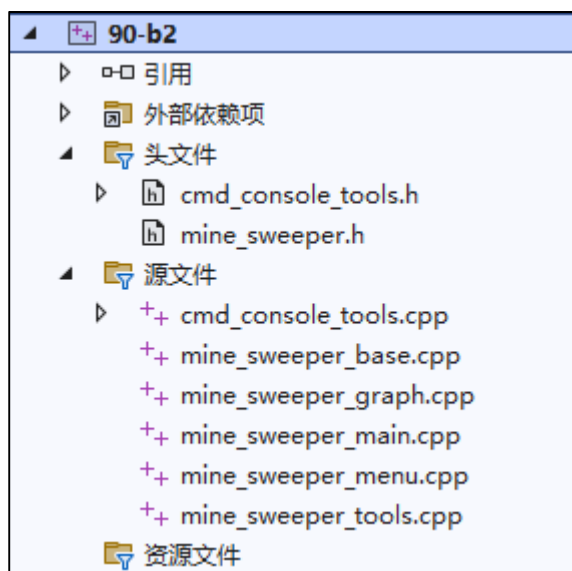 90-b2
引用
外部依赖项
头文件
cmd_console_tools.h
mine_sweeper.h
源文件
cmd_console_tools.cpp
mine_sweeper_base.cpp
mine_sweeper_graph.cpp
mine_sweeper_main.cpp
mine_sweeper_menu.cpp
mine_sweeper_tools.cpp
资源文件